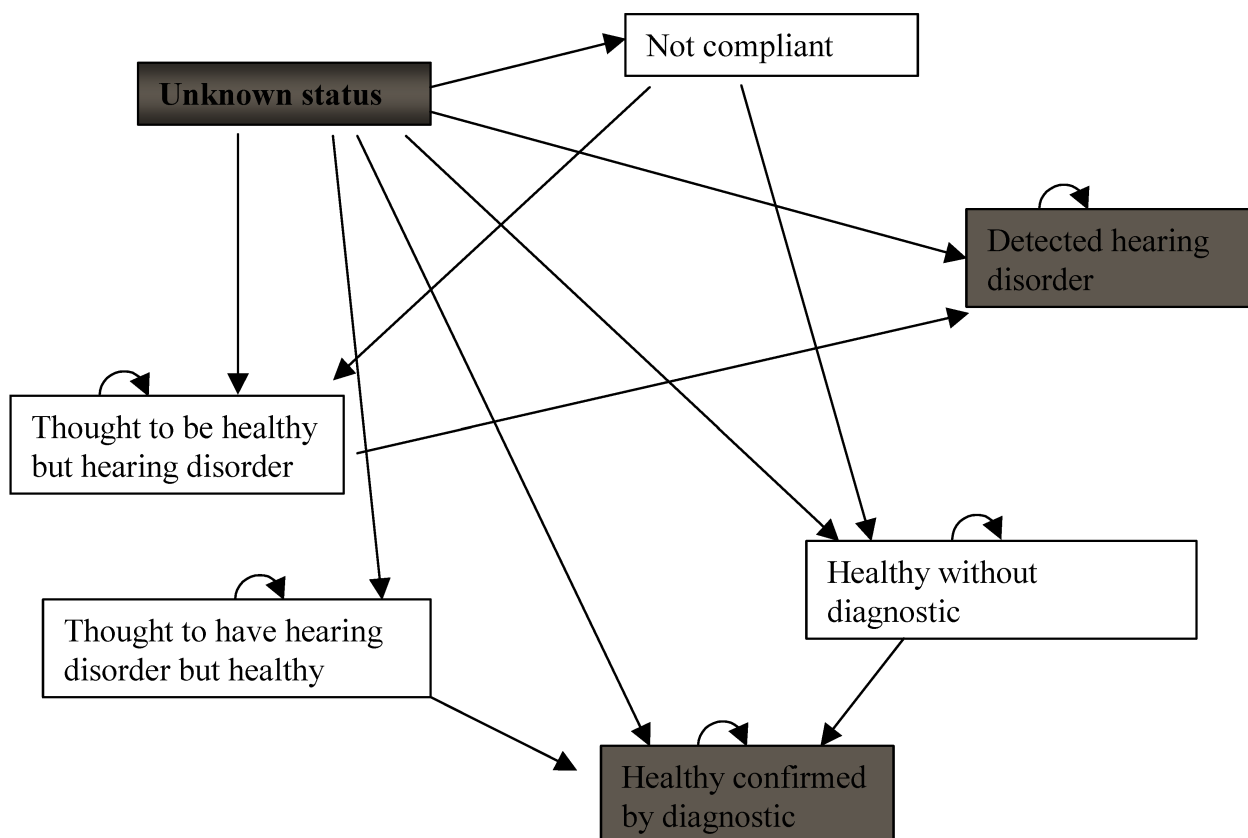 Not compliant
Unknown status
Detected hearing
disorder
Thought to be healthy
but hearing disorder
Healthy without
diagnostic
Thought to have hearing
disorder but healthy
Healthy confirmed
by diagnostic